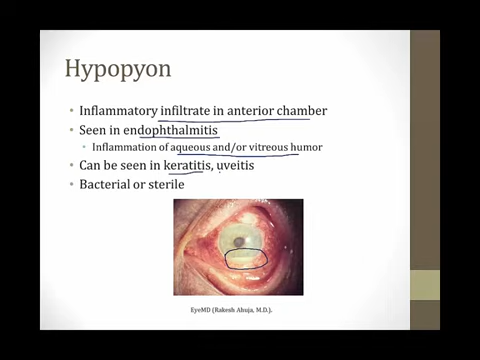 Hypopyon
• Inflammatory infiltrate in anterior chamber
• Seen in endophthalmitis
• Inflammation of aqueous and/or vitreous humor
• Can be seen in keratitis, uveitis
• Bacterial or sterile
EyeMD (Rakesh Ahuja, M.D.).